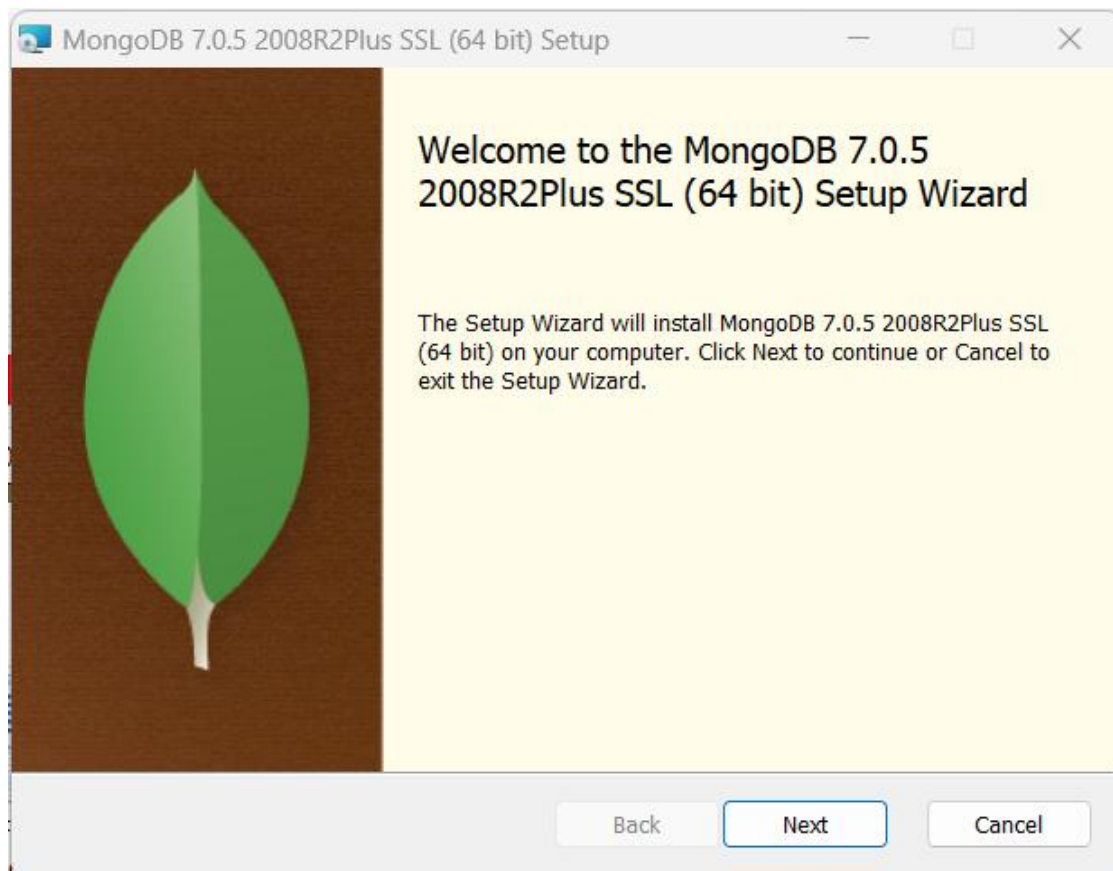 MongoDB 7.0.5 2008R2Plus SSL (64 bit) Setup
Welcome to the MongoDB 7.0.5
2008R2Plus SSL (64 bit) Setup Wizard
The Setup Wizard will install MongoDB 7.0.5 2008R2Plus SSL
(64 bit) on your computer. Click Next to continue or Cancel to
exit the Setup Wizard.
Back Next Cancel